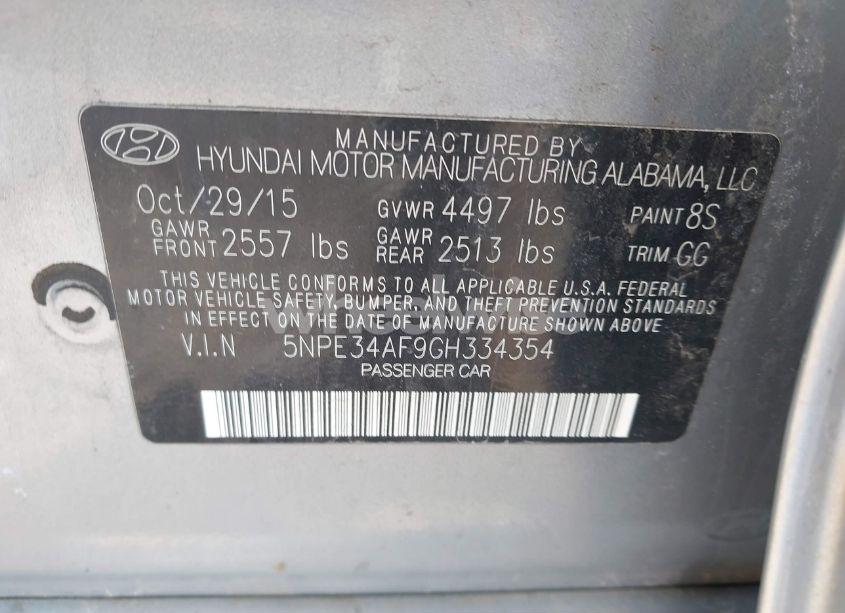 MANUFACTURED BY
HYUNDAI MOTOR MANUFACTURING ALABAMA, LLC
Oct/29/15 GVWR 4497 lbs PAINT 8S
GAWR FRONT 2557 lbs GAWR REAR 2513 lbs TRIM GG
THIS VEHICLE CONFORMS TO ALL APPLICABLE U.S.A. FEDERAL
MOTOR VEHICLE SAFETY, BUMPER, AND THEFT PREVENTION STANDARDS
IN EFFECT ON THE DATE OF MANUFACTURE SHOWN ABOVE
V.I.N 5NPE34AF9GH334354
PASSENGER CAR